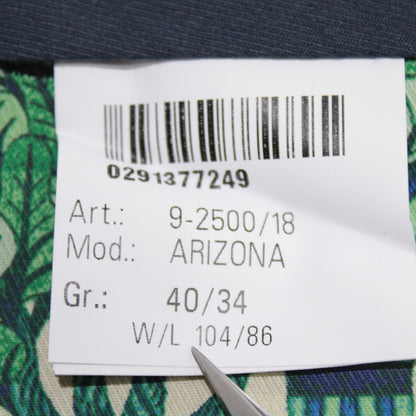 0291377249
Art.: 9-2500/18
Mod.: ARIZONA
Gr.: 40/34
W/L 104/86